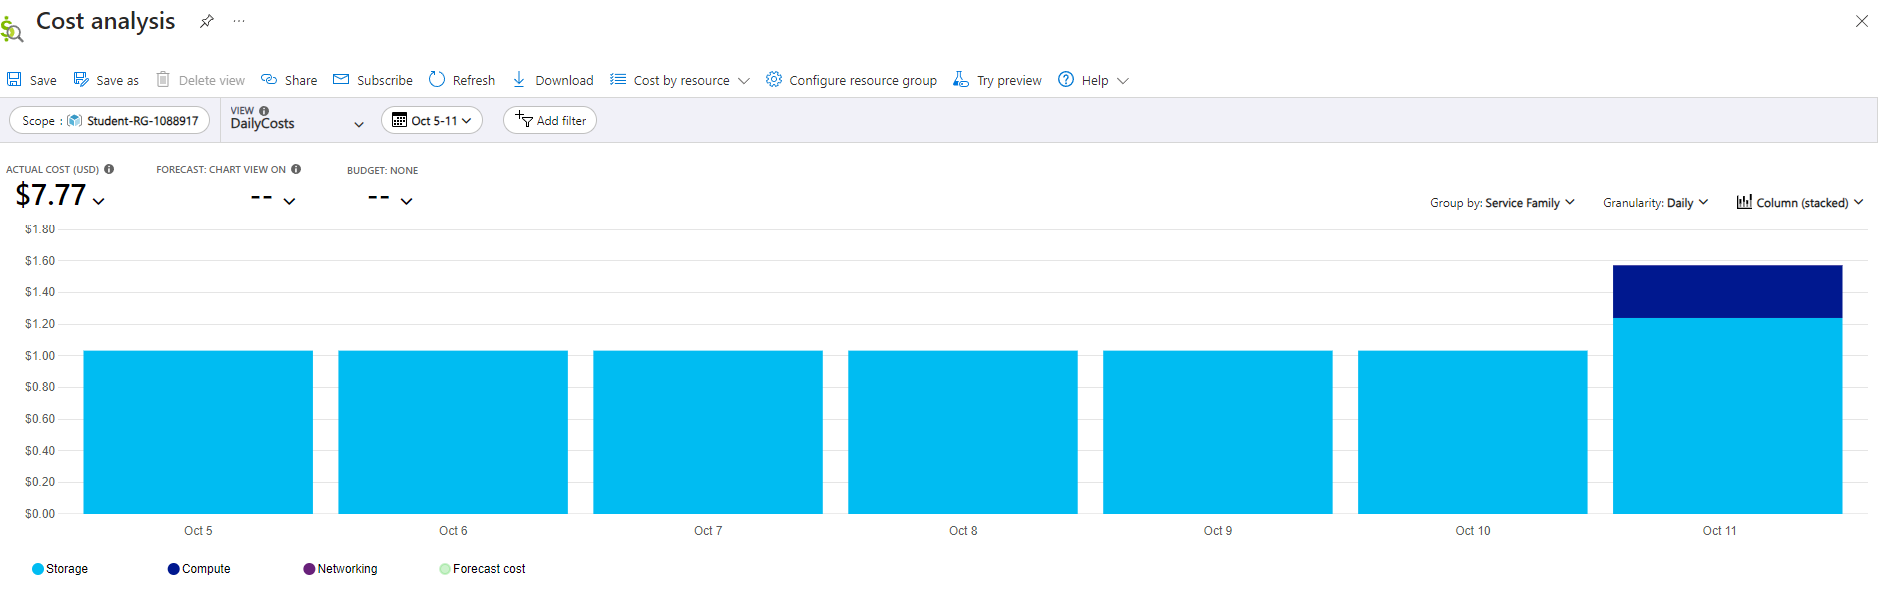 Cost analysis
Save Save as Delete view Share Subscribe Refresh Download Cost by resource Configure resource group Try preview Help
Scope : Student-RG-1088917
VIEW
DailyCosts
Oct 5-11
Add filter
ACTUAL COST (USD)
$7.77
FORECAST: CHART VIEW ON
--
BUDGET: NONE
--
Group by: Service Family Granularity: Daily Column (stacked)
$1.80
$1.60
$1.40
$1.20
$1.00
$0.80
$0.60
$0.40
$0.20
$0.00
Oct 5 Oct 6 Oct 7 Oct 8 Oct 9 Oct 10 Oct 11
Storage Compute Networking Forecast cost